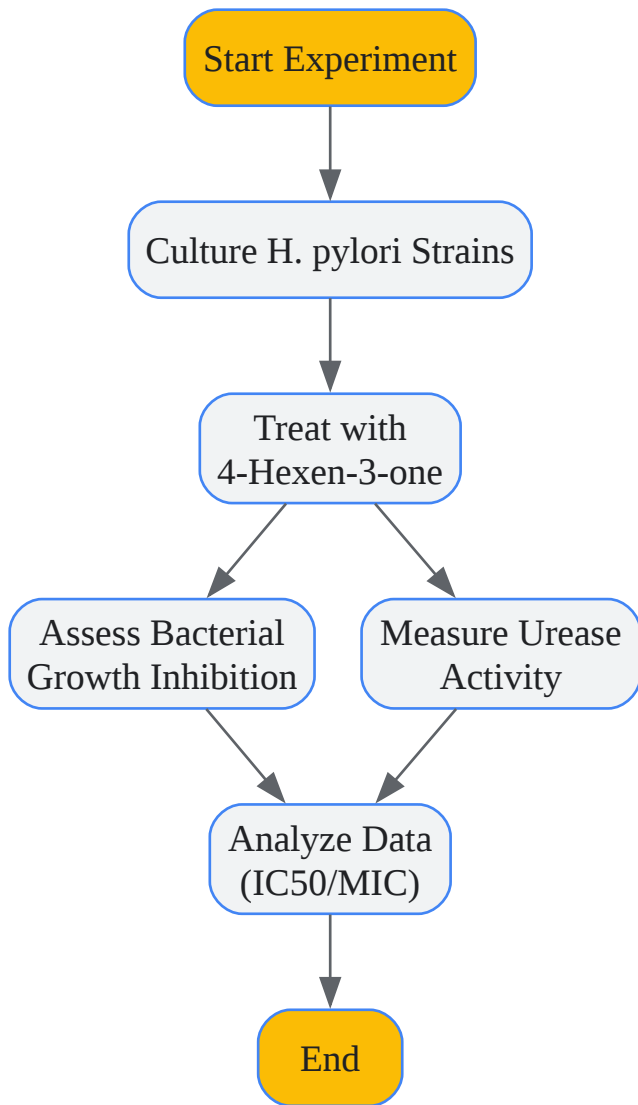 Start Experiment
Culture H. pylori Strains
Treat with
4-Hexen-3-one
Assess Bacterial
Growth Inhibition
Measure Urease
Activity
Analyze Data
(IC50/MIC)
End